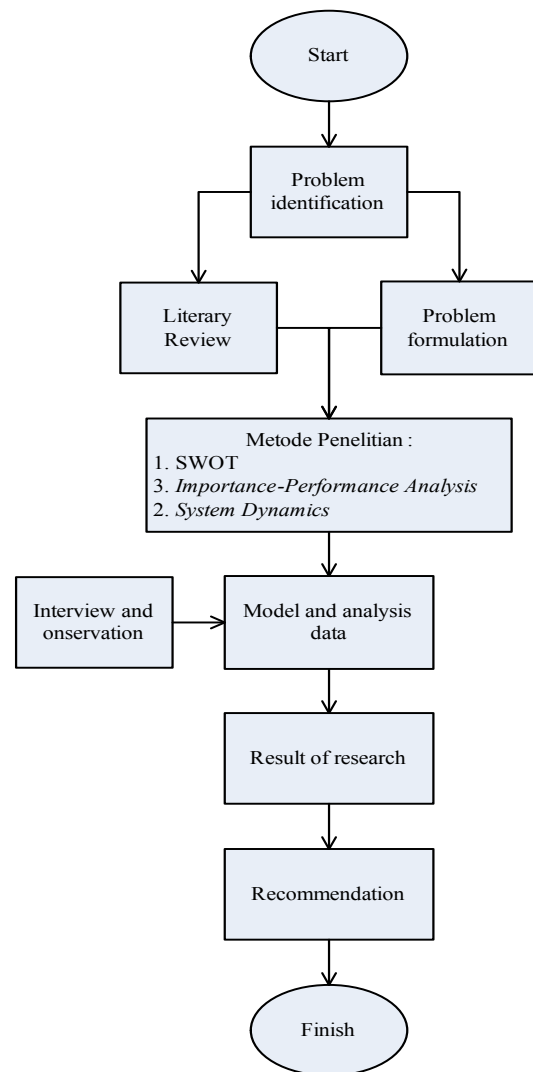 Start
Problem
identification
Literary
Review
Problem
formulation
Metode Penelitian :
1. SWOT
3. Importance-Performance Analysis
2. System Dynamics
Interview and
onservation
Model and analysis
data
Result of research
Recommendation
Finish